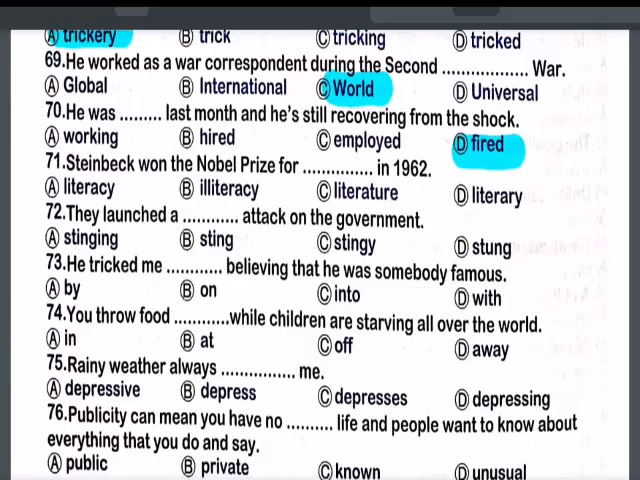 Ⓐ trickery Ⓑ trick Ⓒ tricking Ⓓ tricked
69.He worked as a war correspondent during the Second .................. War.
Ⓐ Global Ⓑ International Ⓒ World Ⓓ Universal
70.He was ......... last month and he's still recovering from the shock.
Ⓐ working Ⓑ hired Ⓒ employed Ⓓ fired
71.Steinbeck won the Nobel Prize for ............... in 1962.
Ⓐ literacy Ⓑ illiteracy Ⓒ literature Ⓓ literary
72.They launched a ............ attack on the government.
Ⓐ stinging Ⓑ sting Ⓒ stingy Ⓓ stung
73.He tricked me ............ believing that he was somebody famous.
Ⓐ by Ⓑ on Ⓒ into Ⓓ with
74.You throw food ............while children are starving all over the world.
Ⓐ in Ⓑ at Ⓒ off Ⓓ away
75.Rainy weather always ................ me.
Ⓐ depressive Ⓑ depress Ⓒ depresses Ⓓ depressing
76.Publicity can mean you have no .......... life and people want to know about
everything that you do and say.
Ⓐ public Ⓑ private Ⓒ known Ⓓ unusual